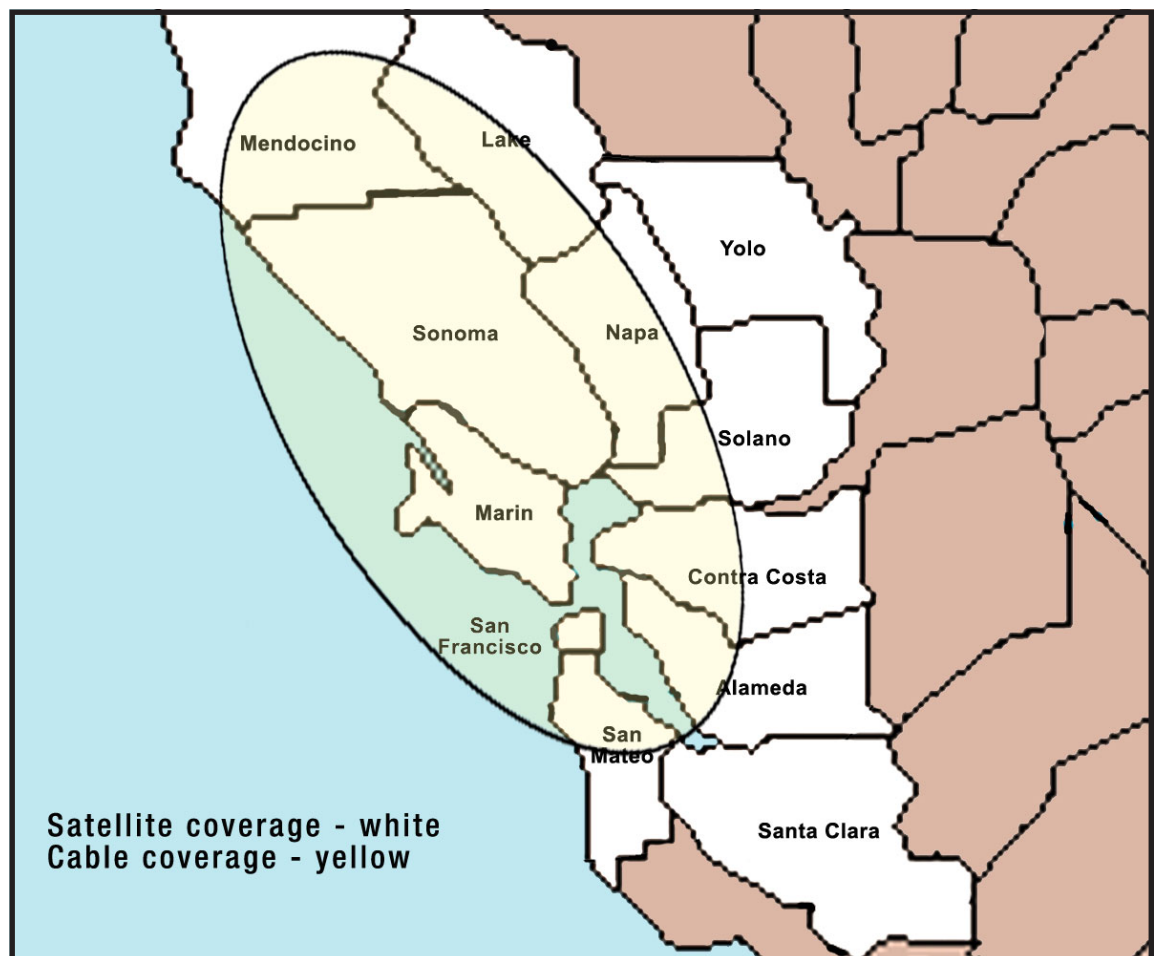 Mendocino
Lake
Yolo
Sonoma
Napa
Solano
Marin
Contra Costa
San
Francisco
Alameda
San
Mateo
Santa Clara
Satellite coverage - white
Cable coverage - yellow